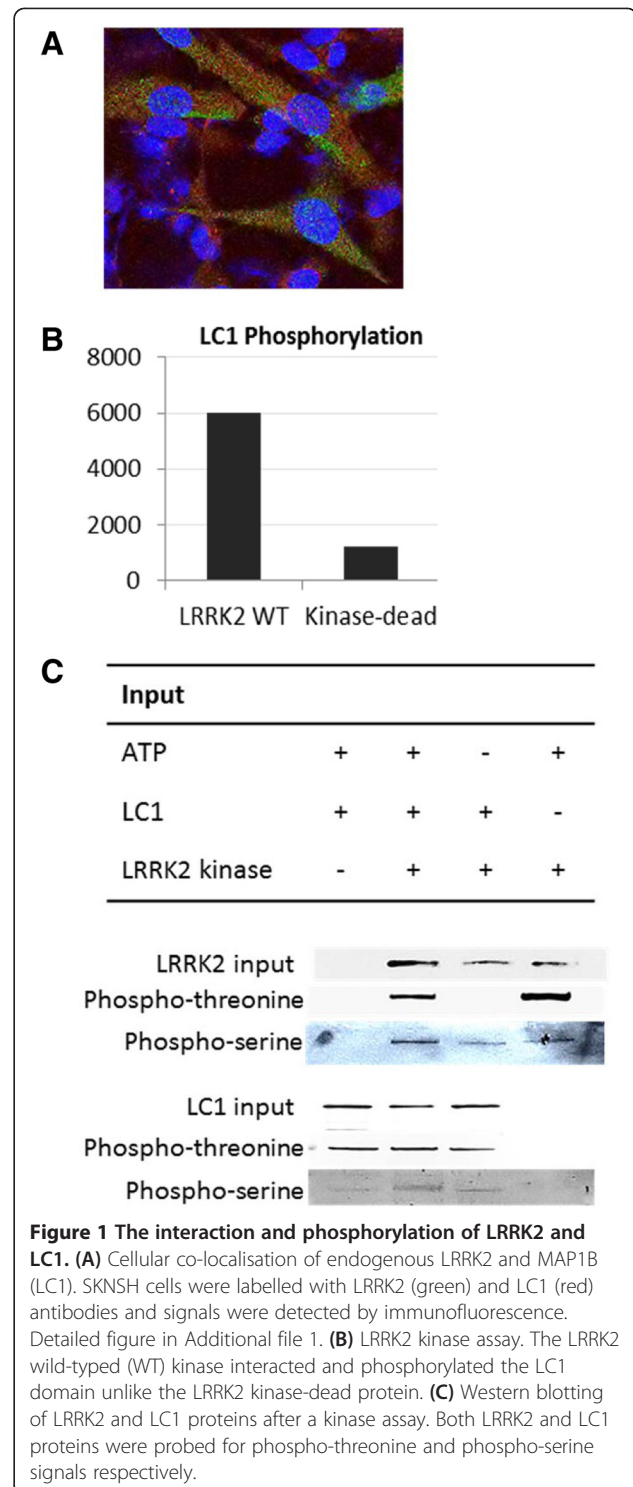 A
B
LC1 Phosphorylation
8000
6000
4000
2000
0
LRRK2 WT Kinase-dead
C
Input
ATP + + - +
LC1 + + + -
LRRK2 kinase - + + +
LRRK2 input
Phospho-threonine
Phospho-serine
LC1 input
Phospho-threonine
Phospho-serine
Figure 1 The interaction and phosphorylation of LRRK2 and
LC1. (A) Cellular co-localisation of endogenous LRRK2 and MAP1B
(LC1). SKNSH cells were labelled with LRRK2 (green) and LC1 (red)
antibodies and signals were detected by immunofluorescence.
Detailed figure in Additional file 1. (B) LRRK2 kinase assay. The LRRK2
wild-typed (WT) kinase interacted and phosphorylated the LC1
domain unlike the LRRK2 kinase-dead protein. (C) Western blotting
of LRRK2 and LC1 proteins after a kinase assay. Both LRRK2 and LC1
proteins were probed for phospho-threonine and phospho-serine
signals respectively.